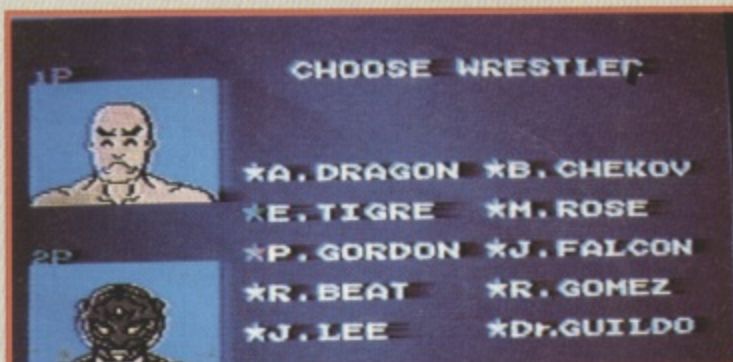 1P
CHOOSE WRESTLER
★A.DRAGON ★B.CHEKOV
★E.TIGRE ★M.ROSE
2P
★P.GORDON ★J.FALCON
★R.BEAT ★R.GOMEZ
★J.LEE ★Dr.GUILDO